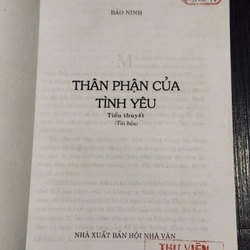 BẢO NINH
THÂN PHẬN CỦA
TÌNH YÊU
Tiểu thuyết
(Tái bản)
NHÀ XUẤT BẢN HỘI NHÀ VĂN
THƯ VIỆN